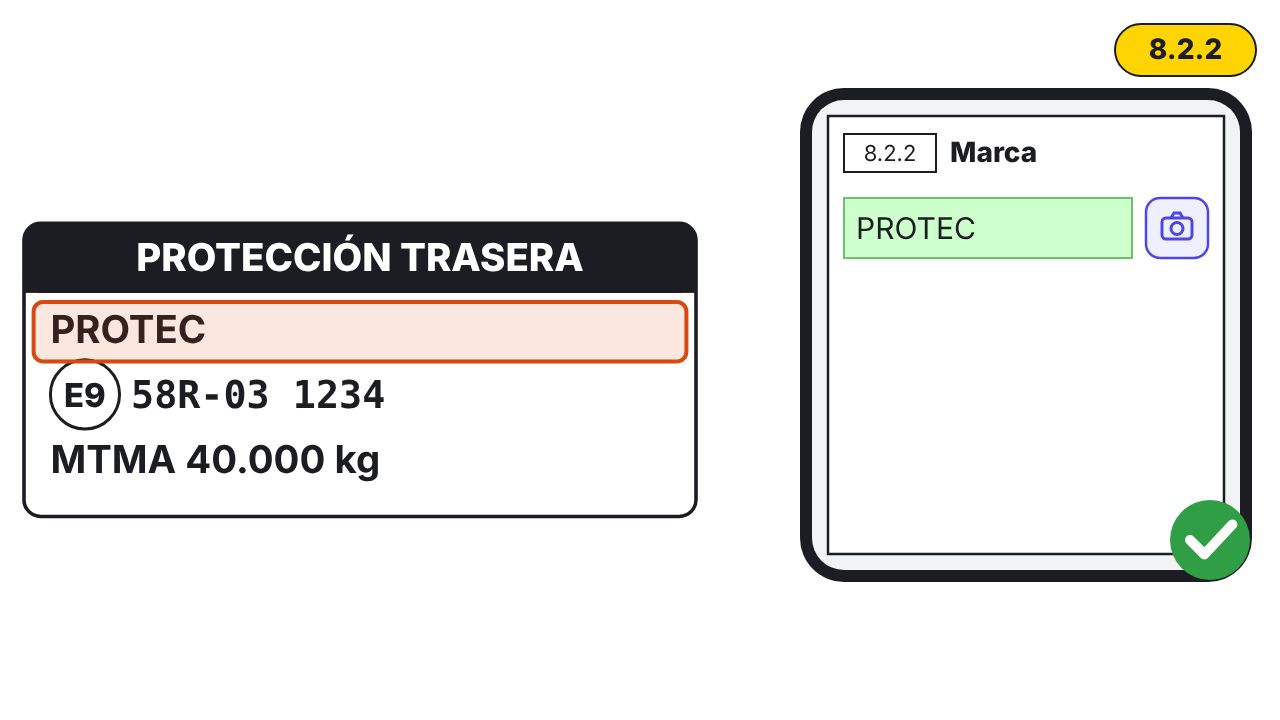 8.2.2
8.2.2 Marca
PROTEC
PROTECCIÓN TRASERA
PROTEC
E9 58R-03 1234
MTMA 40.000 kg